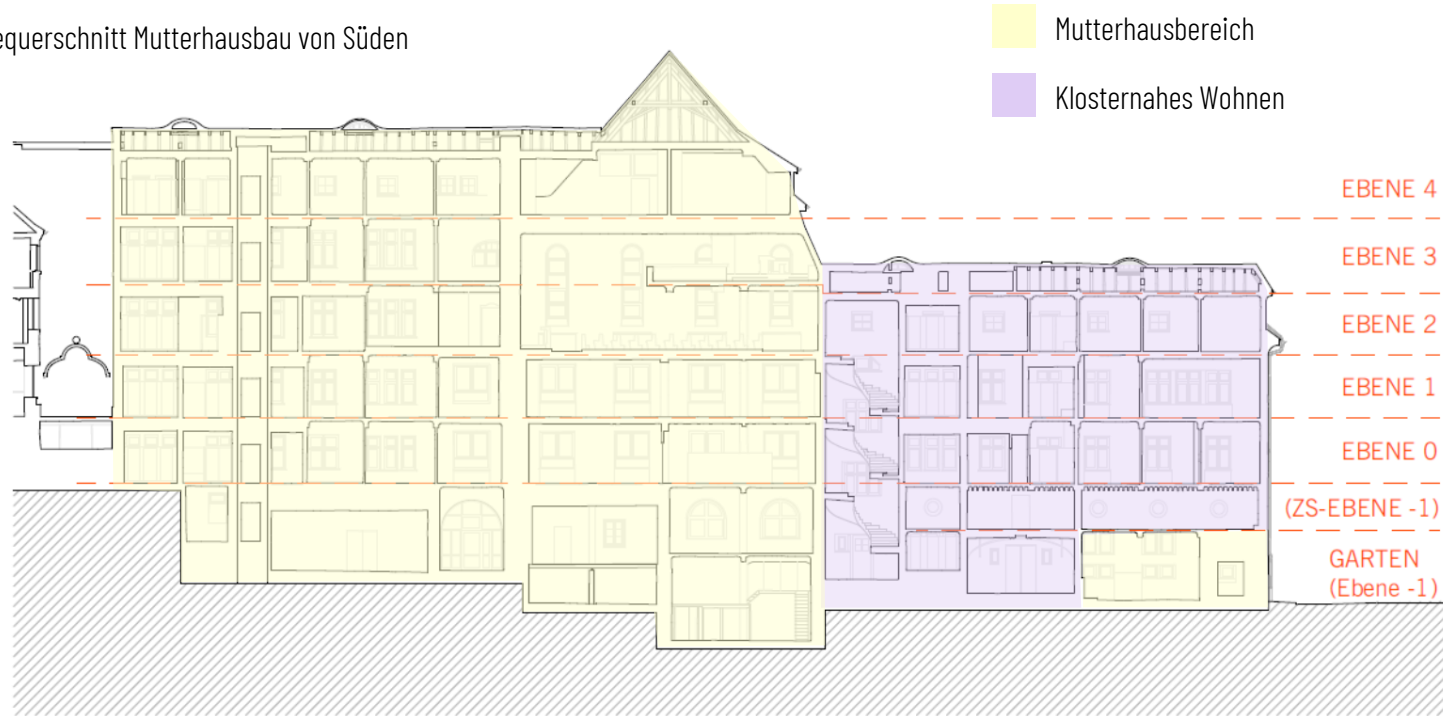 equerschnitt Mutterhausbau von Süden
Mutterhausbereich
Klosternahes Wohnen
EBENE 4
EBENE 3
EBENE 2
EBENE 1
EBENE 0
(ZS-EBENE -1)
GARTEN
(Ebene -1)